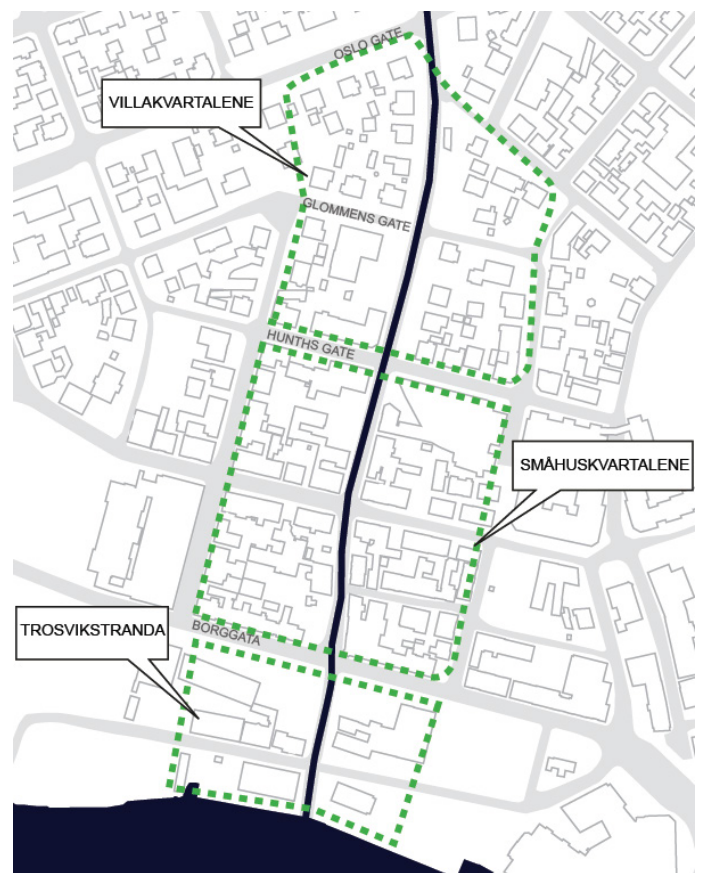 OSLO GATE
VILLAKVARTALENE
GLOMMENS GATE
HUNTHS GATE
SMÅHUSKVARTALENE
TROSVIKSTRANDA
BORGGATA